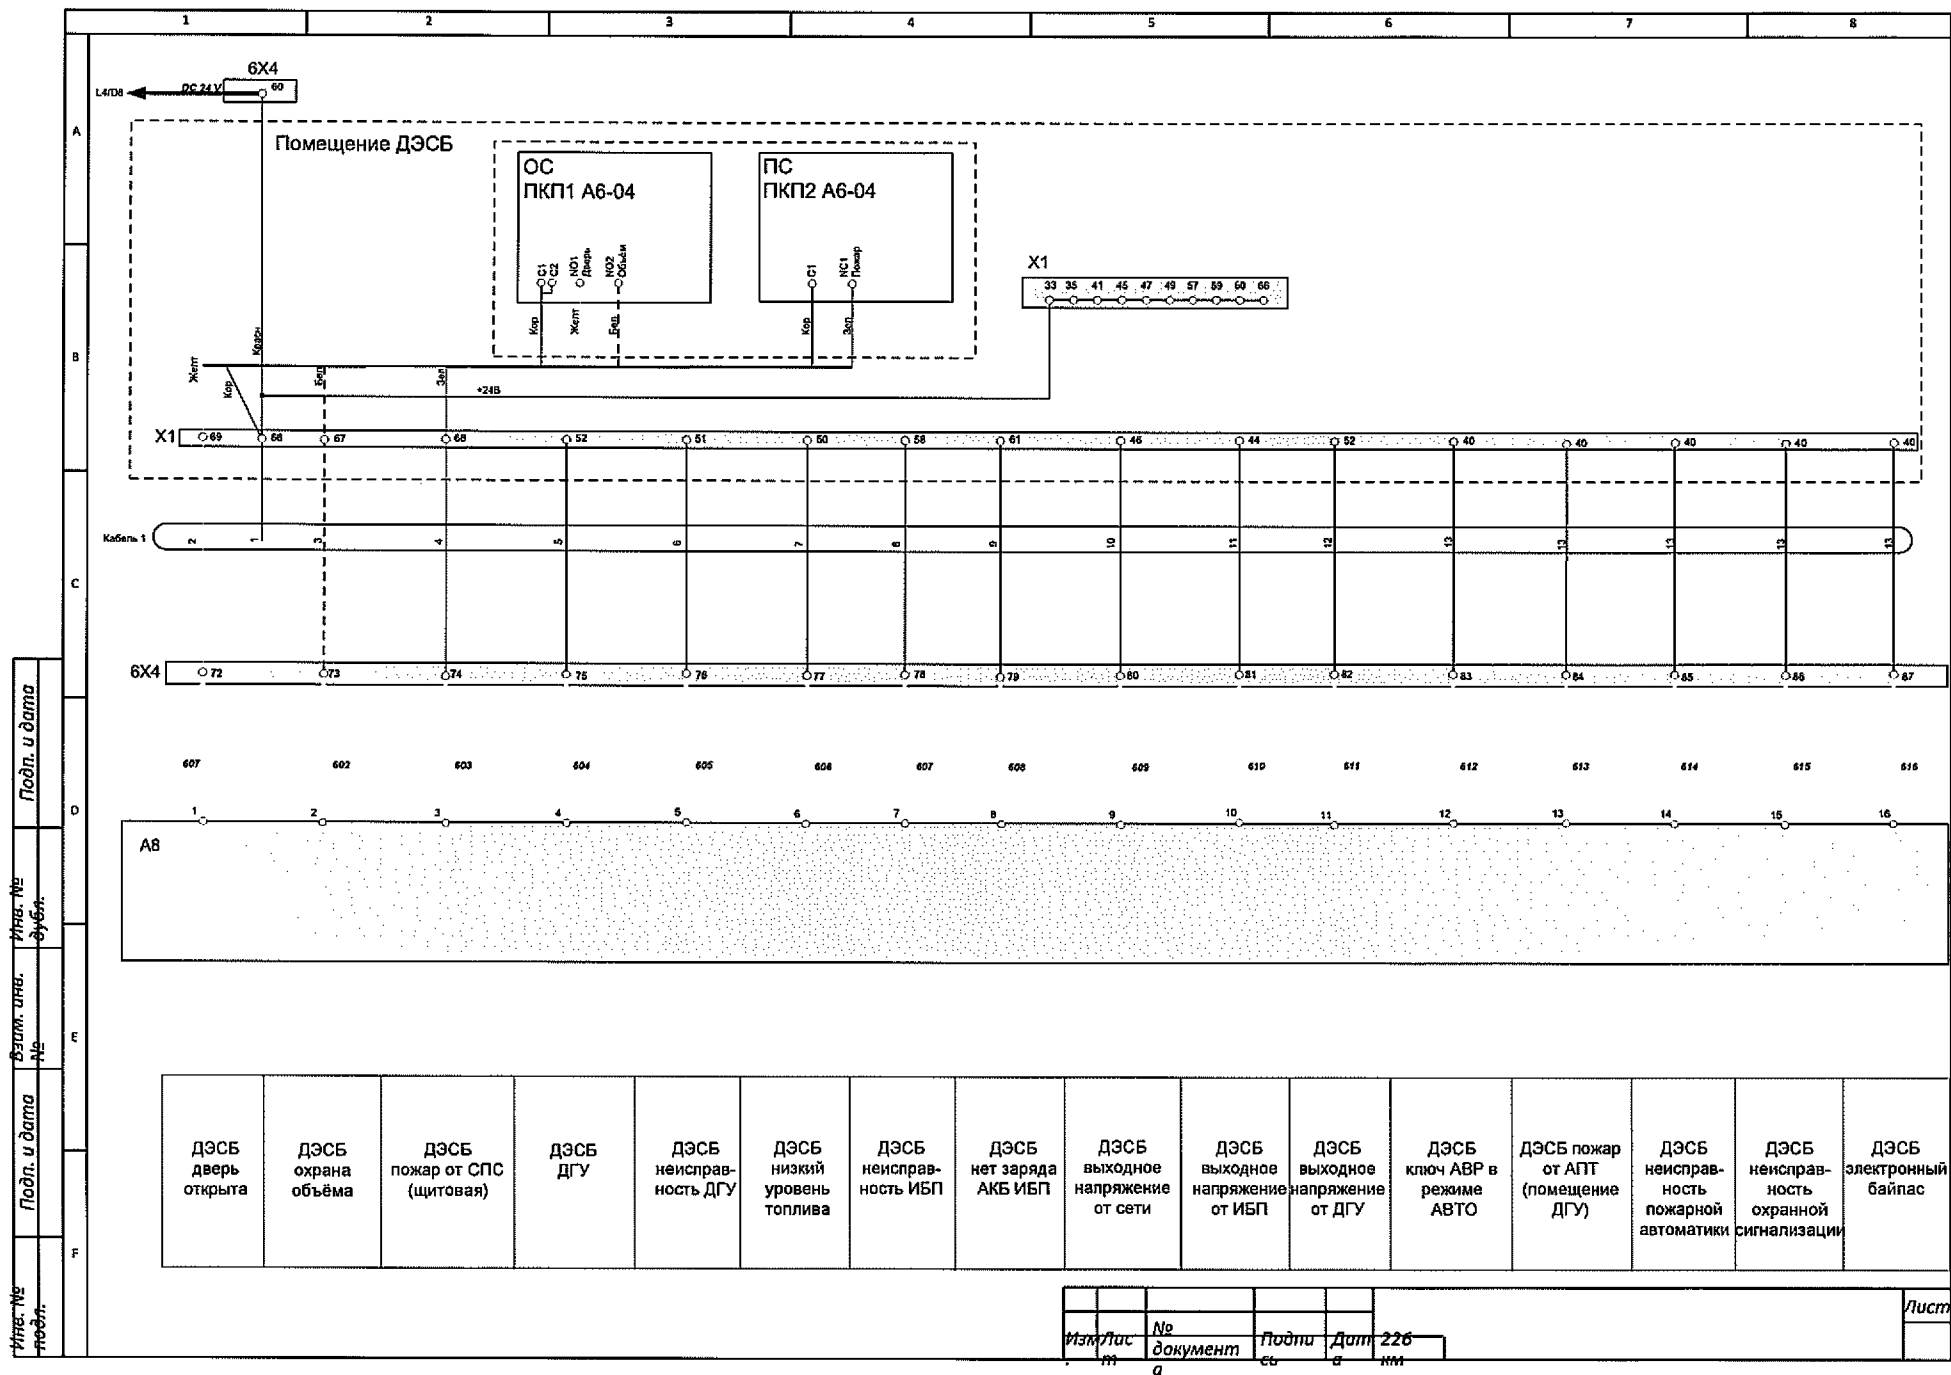 1 2 3 4 5 6 7 8
6X4
L4/D8 DC 24 V 60
A
Помещение ДЭСБ
ОС
ПКП1 А6-04
ПС
ПКП2 А6-04
C1 C2 NO1 Дверь NO2 Объём
C1 NC1 Пожар
X1
33 35 41 45 47 49 57 59 60 66
Кор Желт Бел Кор Зел
B
Желт Красн Кор Бел Зел
+24В
X1 69 66 67 68 52 51 50 58 61 46 44 52 40 40 40 40 40
Кабель 1 2 1 3 4 5 6 7 8 9 10 11 12 13 13 13 13 13
C
6X4 72 73 74 75 76 77 78 79 80 81 82 83 84 85 86 87
607 602 603 604 605 606 607 608 609 610 611 612 613 614 615 616
D
1 2 3 4 5 6 7 8 9 10 11 12 13 14 15 16
A8
E
ДЭСБ
дверь
открыта
ДЭСБ
охрана
объёма
ДЭСБ
пожар от СПС
(щитовая)
ДЭСБ
ДГУ
ДЭСБ
неисправ-
ность ДГУ
ДЭСБ
низкий
уровень
топлива
ДЭСБ
неисправ-
ность ИБП
ДЭСБ
нет заряда
АКБ ИБП
ДЭСБ
выходное
напряжение
от сети
ДЭСБ
выходное
напряжение
от ИБП
ДЭСБ
выходное
напряжение
от ДГУ
ДЭСБ
ключ АВР в
режиме
АВТО
ДЭСБ пожар
от АПТ
(помещение
ДГУ)
ДЭСБ
неисправ-
ность
пожарной
автоматики
ДЭСБ
неисправ-
ность
охранной
сигнализации
ДЭСБ
электронный
байпас
F
Подп. и дата
Инв. №
дубл.
Взам. инв.
№
Подп. и дата
Инв. №
подл.
Изм
.
Лис
т
№
документ
а
Подпи
сь
Дат
а
226
км
Лист